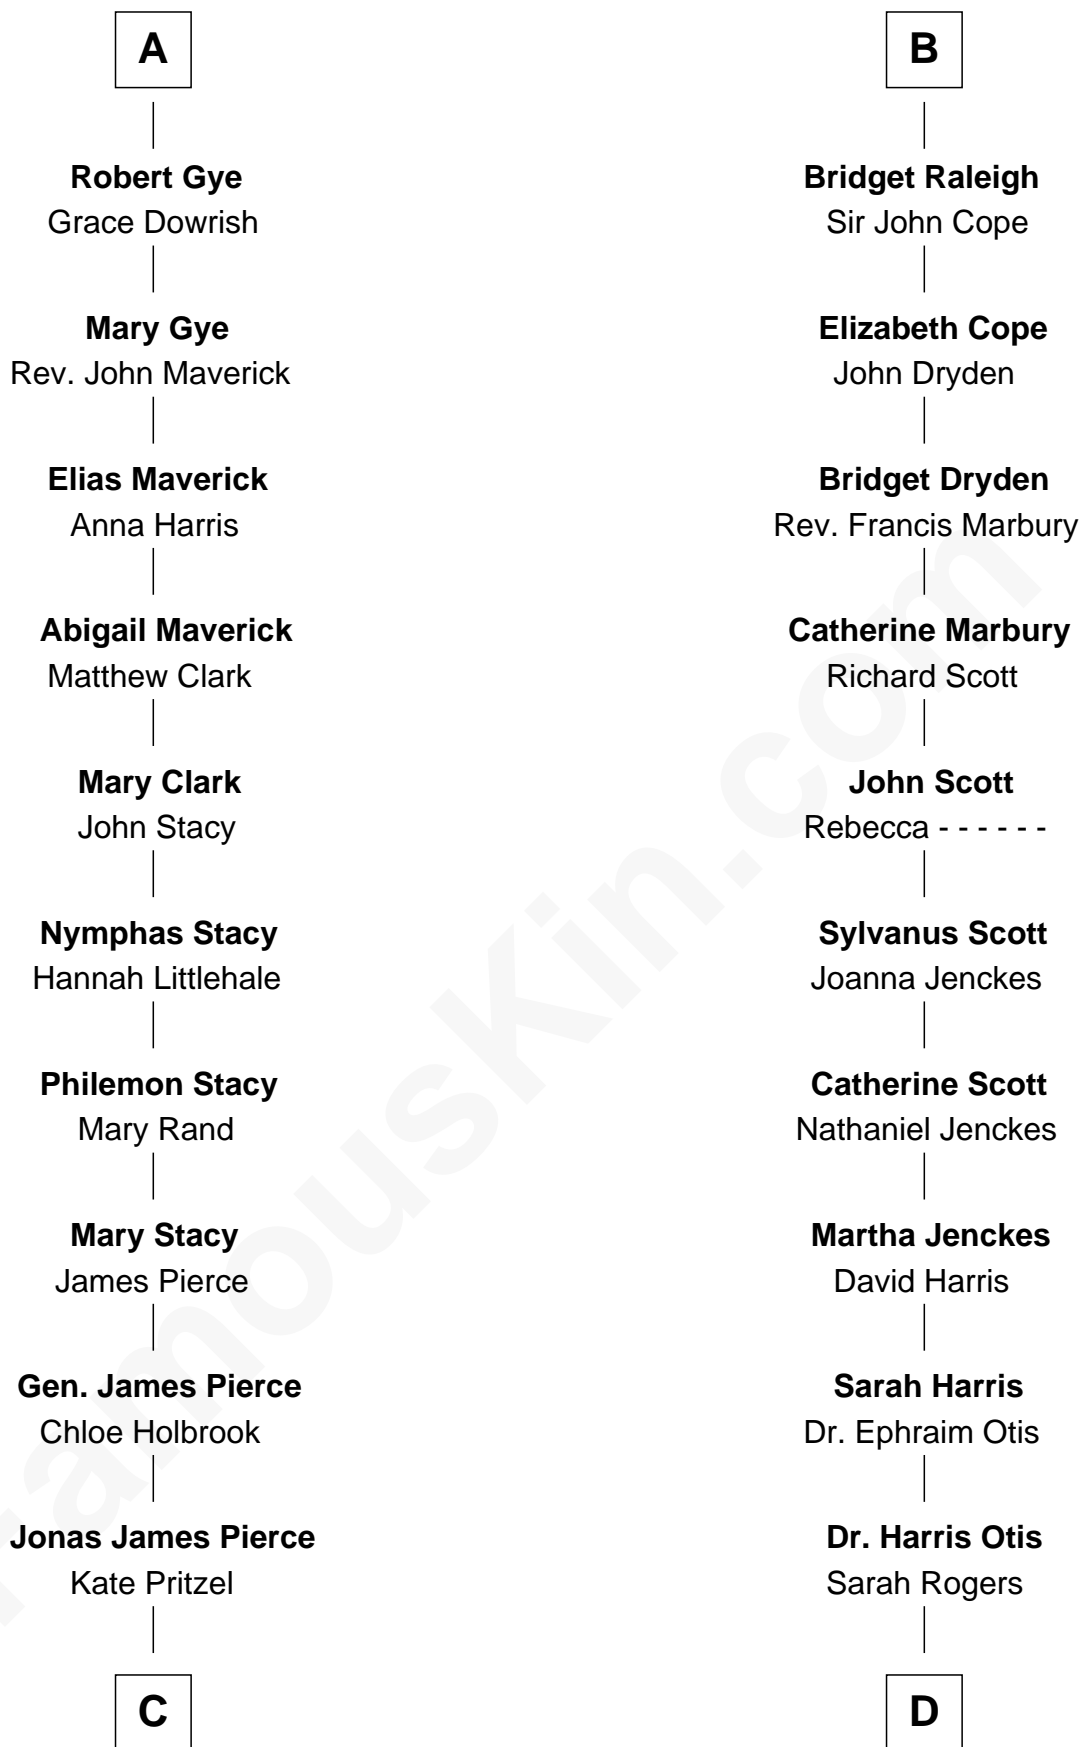 A
Robert Gye
Grace Dowrish
Mary Gye
Rev. John Maverick
Elias Maverick
Anna Harris
Abigail Maverick
Matthew Clark
Mary Clark
John Stacy
Nymphas Stacy
Hannah Littlehale
Philemon Stacy
Mary Rand
Mary Stacy
James Pierce
Gen. James Pierce
Chloe Holbrook
Jonas James Pierce
Kate Pritzel
C
B
Bridget Raleigh
Sir John Cope
Elizabeth Cope
John Dryden
Bridget Dryden
Rev. Francis Marbury
Catherine Marbury
Richard Scott
John Scott
Rebecca - - - - - -
Sylvanus Scott
Joanna Jenckes
Catherine Scott
Nathaniel Jenckes
Martha Jenckes
David Harris
Sarah Harris
Dr. Ephraim Otis
Dr. Harris Otis
Sarah Rogers
D
FamousKin.com